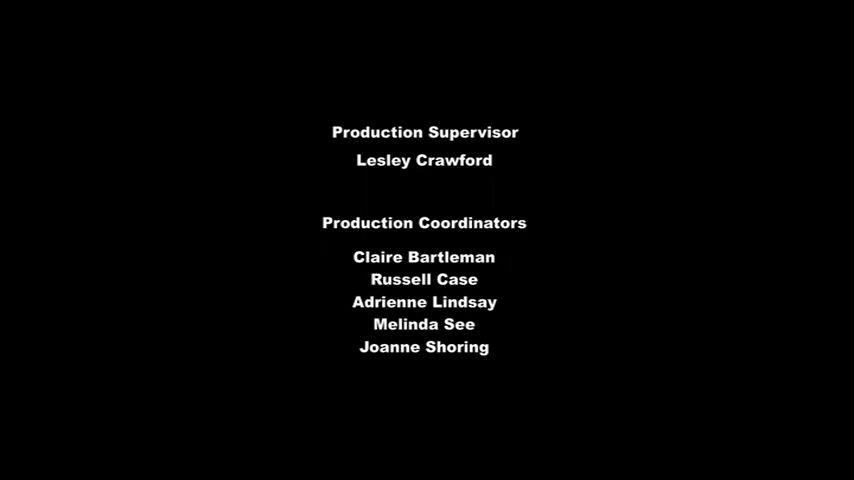 Production Supervisor
Lesley Crawford
Production Coordinators
Claire Bartleman
Russell Case
Adrienne Lindsay
Melinda See
Joanne Shoring